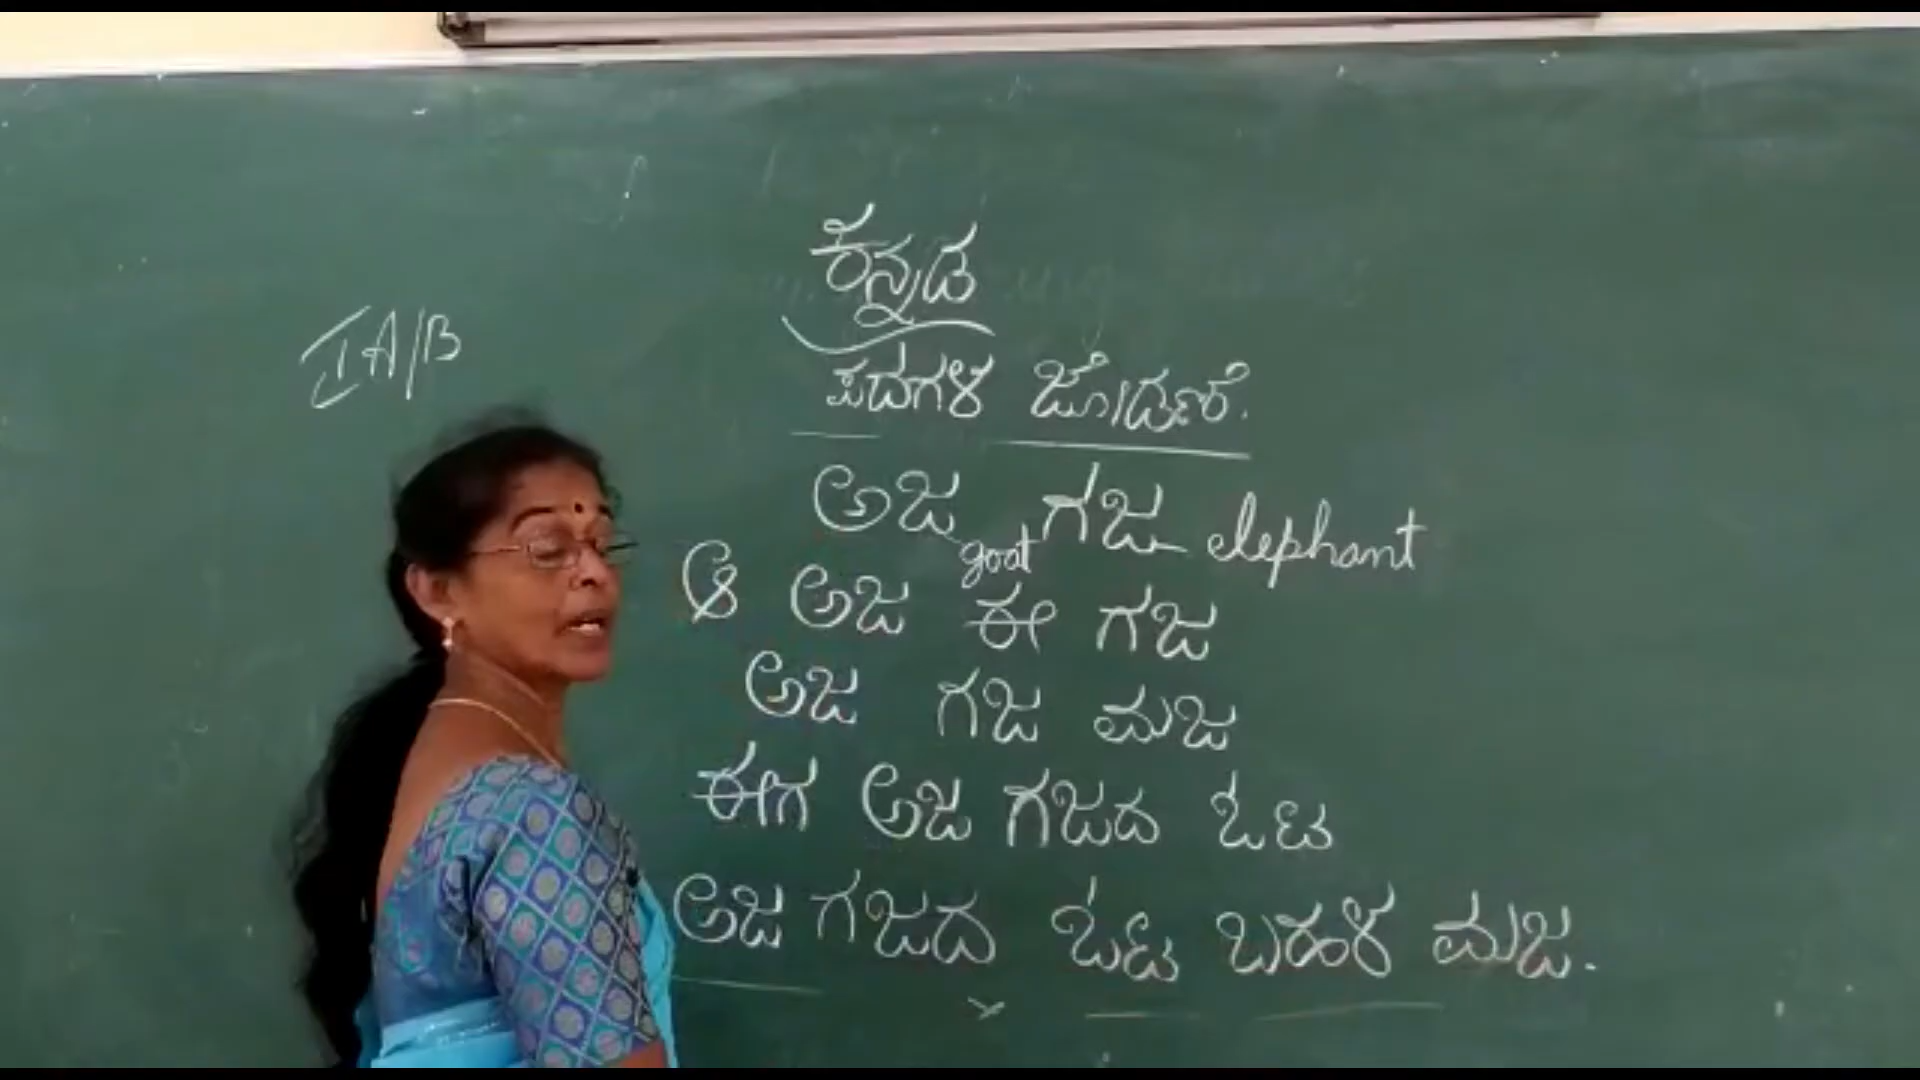 I A/B
ಕನ್ನಡ
ಪದಗಳ ಜೋಡಣೆ.
ಅಜ goat ಗಜ elephant
ಆ ಅಜ ಈ ಗಜ
ಅಜ ಗಜ ಮಜ
ಈಗ ಅಜ ಗಜದ ಓಟ
ಅಜ ಗಜದ ಓಟ ಬಹಳ ಮಜ.